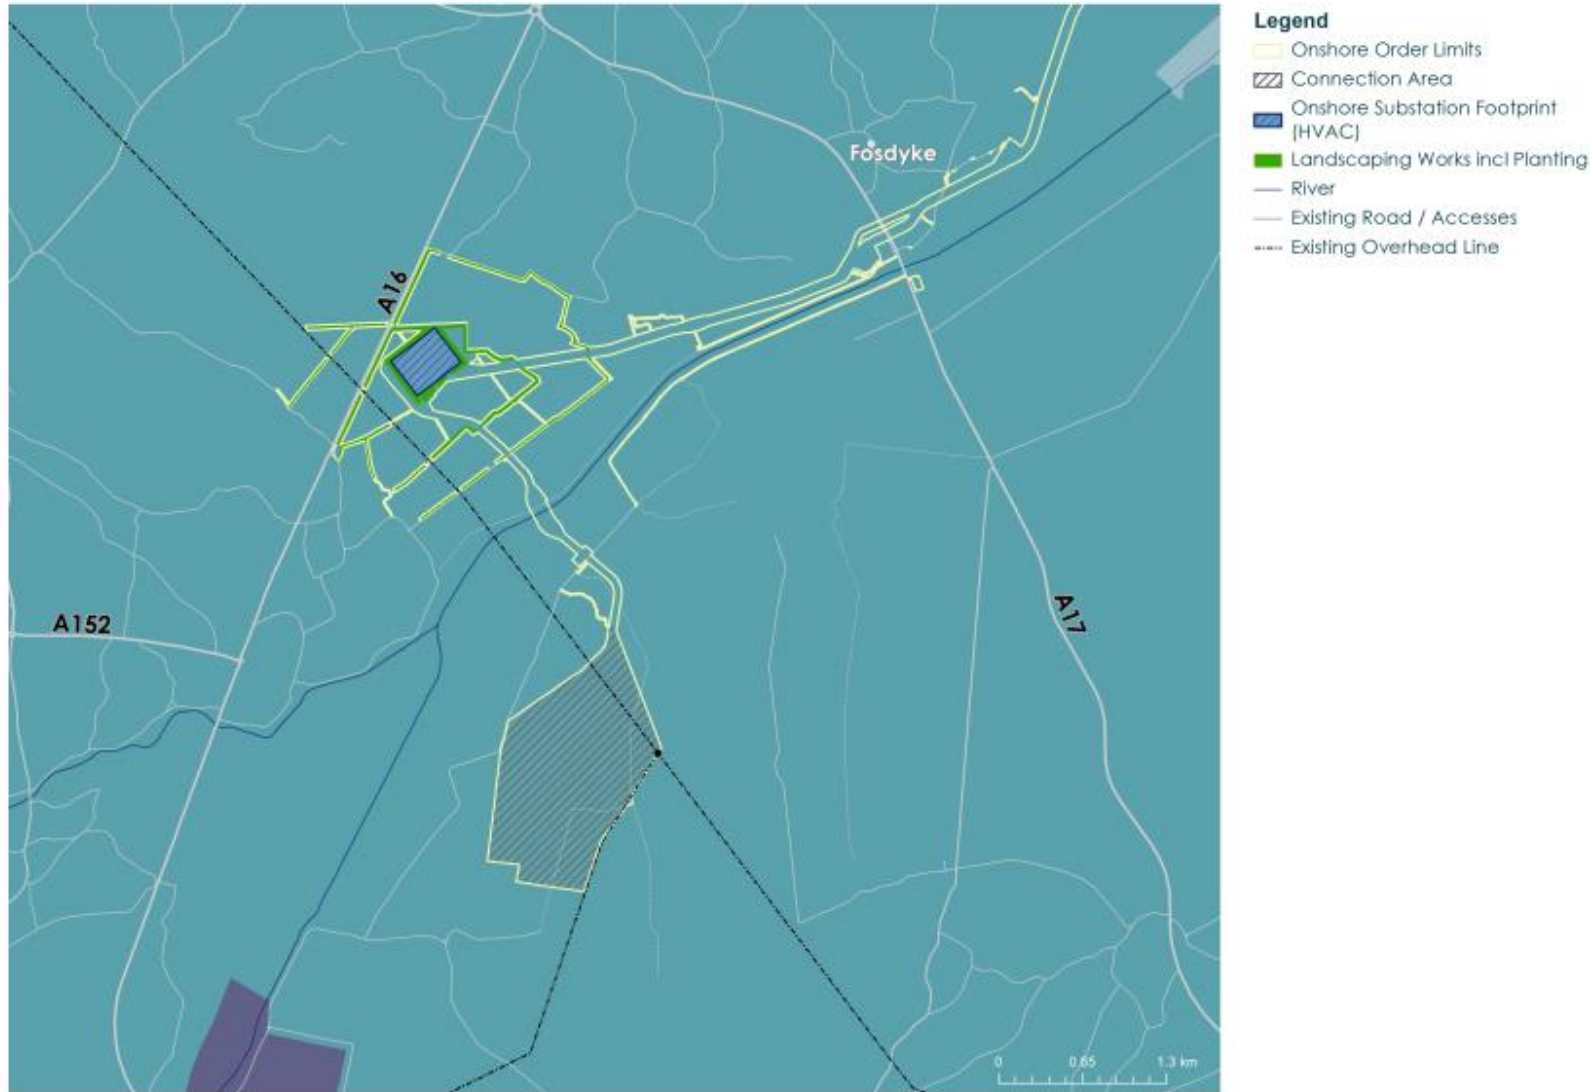 Legend
Onshore Order Limits
Connection Area
Onshore Substation Footprint
(HVAC)
Landscaping Works incl Planting
River
Existing Road / Accesses
Existing Overhead Line
Fosdyke
A16
A152
A17
0 0.65 1.3 km